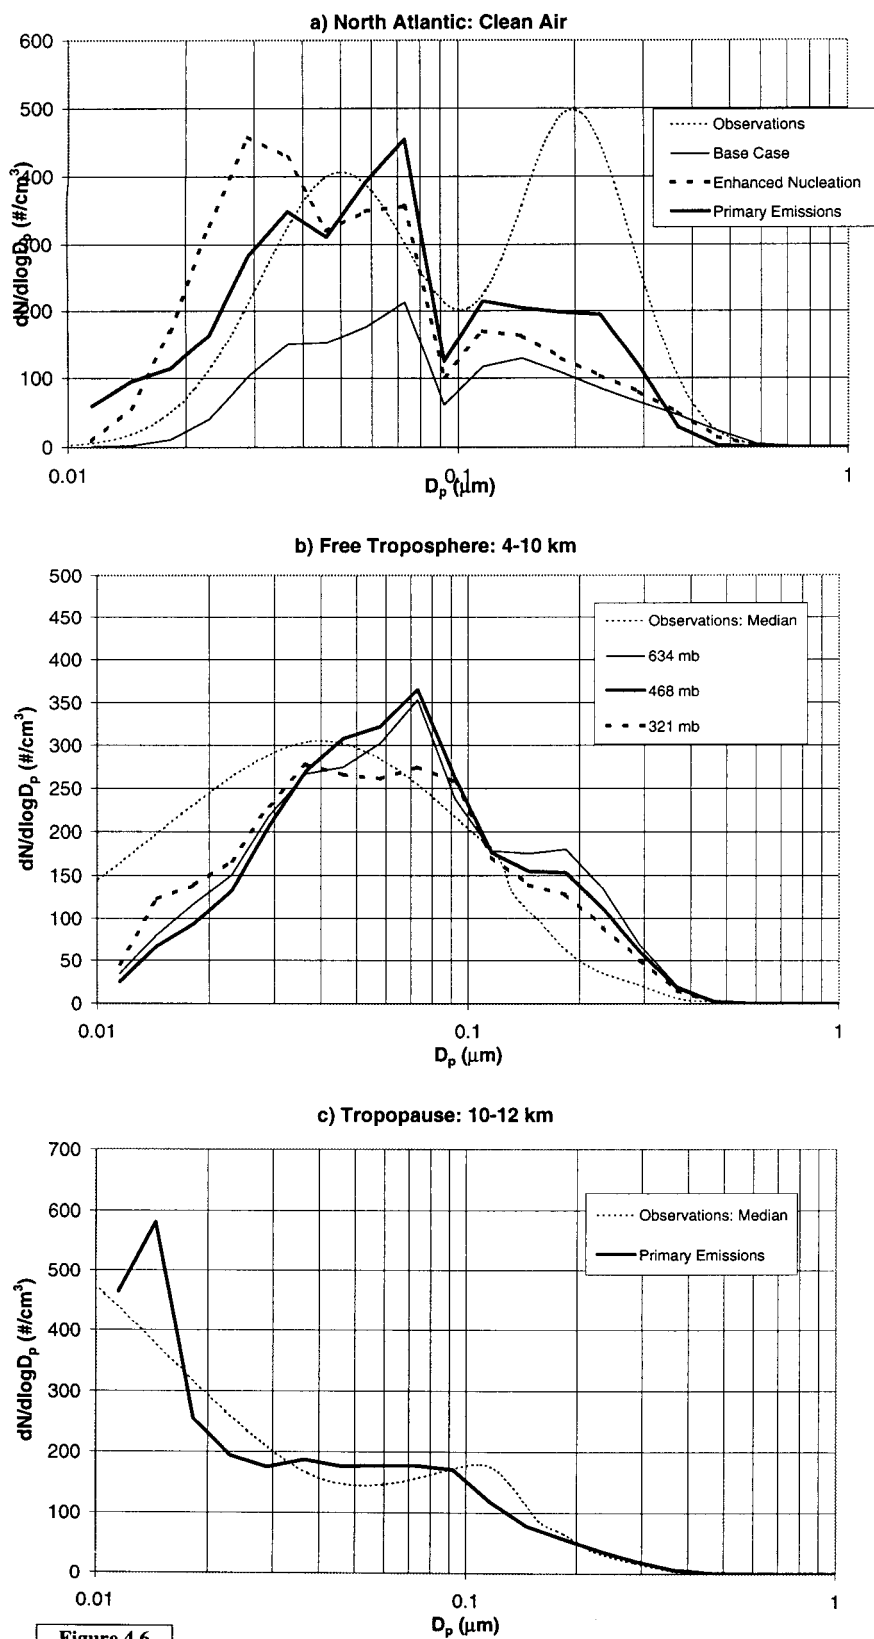 a) North Atlantic: Clean Air
600
500
400
300
200
100
0
dN/dlogDp (#/cm3)
Observations
Base Case
Enhanced Nucleation
Primary Emissions
0.01
0.1
1
Dp (μm)
b) Free Troposphere: 4-10 km
500
450
400
350
300
250
200
150
100
50
0
dN/dlogDp (#/cm3)
Observations: Median
634 mb
468 mb
321 mb
0.01
0.1
1
Dp (μm)
c) Tropopause: 10-12 km
700
600
500
400
300
200
100
0
dN/dlogDp (#/cm3)
Observations: Median
Primary Emissions
0.01
0.1
1
Dp (μm)
Figure 4.6